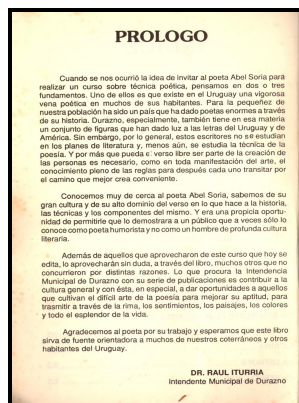 PROLOGO
Cuando se nos ocurrió la idea de invitar al poeta Abel Soria para
realizar un curso sobre técnica poética, pensamos en dos o tres
fundamentos. Uno de ellos es que existe en el Uruguay una vigorosa
vena poética en muchos de sus habitantes. Para la pequeñez de
nuestra población ha sido un país que ha dado poetas enormes a través
de su historia. Durazno, especialmente, también tiene en esa materia
un conjunto de figuras que han dado luz a las letras del Uruguay y de
América. Sin embargo, por lo general, estos escritores no se estudian
en los planes de literatura y, menos aún, se estudia la técnica de la
poesía. Y por más que pueda el verso libre ser parte de la creación de
las personas es necesario, como en toda manifestación del arte, el
conocimiento pleno de las reglas para después cada uno transitar por
el camino que mejor crea conveniente.
Conocemos muy de cerca al poeta Abel Soria, sabemos de su
gran cultura y de su alto dominio del verso en lo que hace a la historia,
las técnicas y los componentes del mismo. Y era una propicia oportu-
nidad de permitirle que lo demostrara a un público que a veces sólo lo
conoce como poeta humorista y no como un hombre de profunda cultura
literaria.
Además de aquellos que aprovecharon de este curso que hoy se
edita, lo aprovecharán sin duda, a través del libro, muchos otros que no
concurrieron por distintas razones. Lo que procura la Intendencia
Municipal de Durazno con su serie de publicaciones es contribuir a la
cultura general y con ésta, en especial, a dar oportunidades a aquellos
que cultivan el difícil arte de la poesía para mejorar su aptitud, para
trasmitir a través de la rima, los sentimientos, los paisajes, los colores
y todo el esplendor de la vida.
Agradecemos al poeta por su trabajo y esperamos que este libro
sirva de fuente orientadora a muchos de nuestros coterráneos y otros
habitantes del Uruguay.
DR. RAUL ITURRIA
Intendente Municipal de Durazno